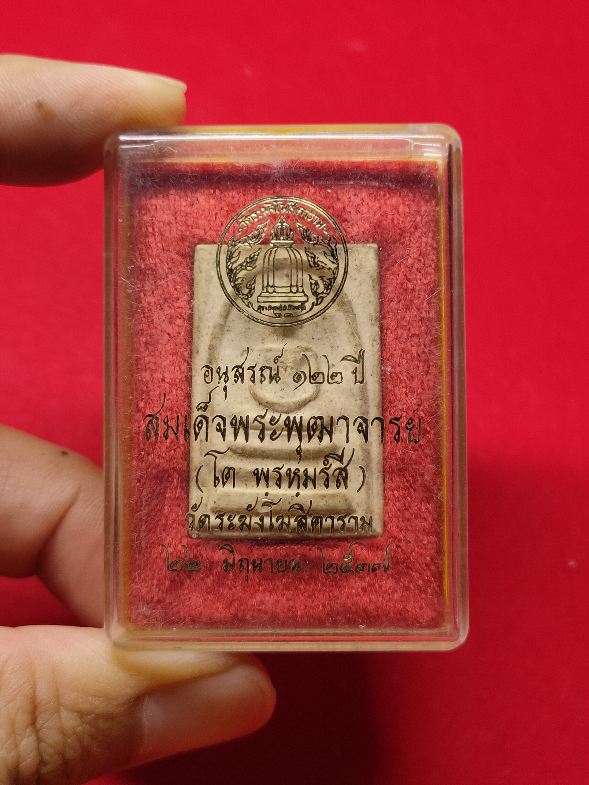 อนุสรณ์ ๑๒๒ ปี
สมเด็จพระพุฒาจารย์
(โต พฺรหฺมรํสี)
วัดระฆังโฆสิตาราม
๒๒ มิถุนายน ๒๕๓๗